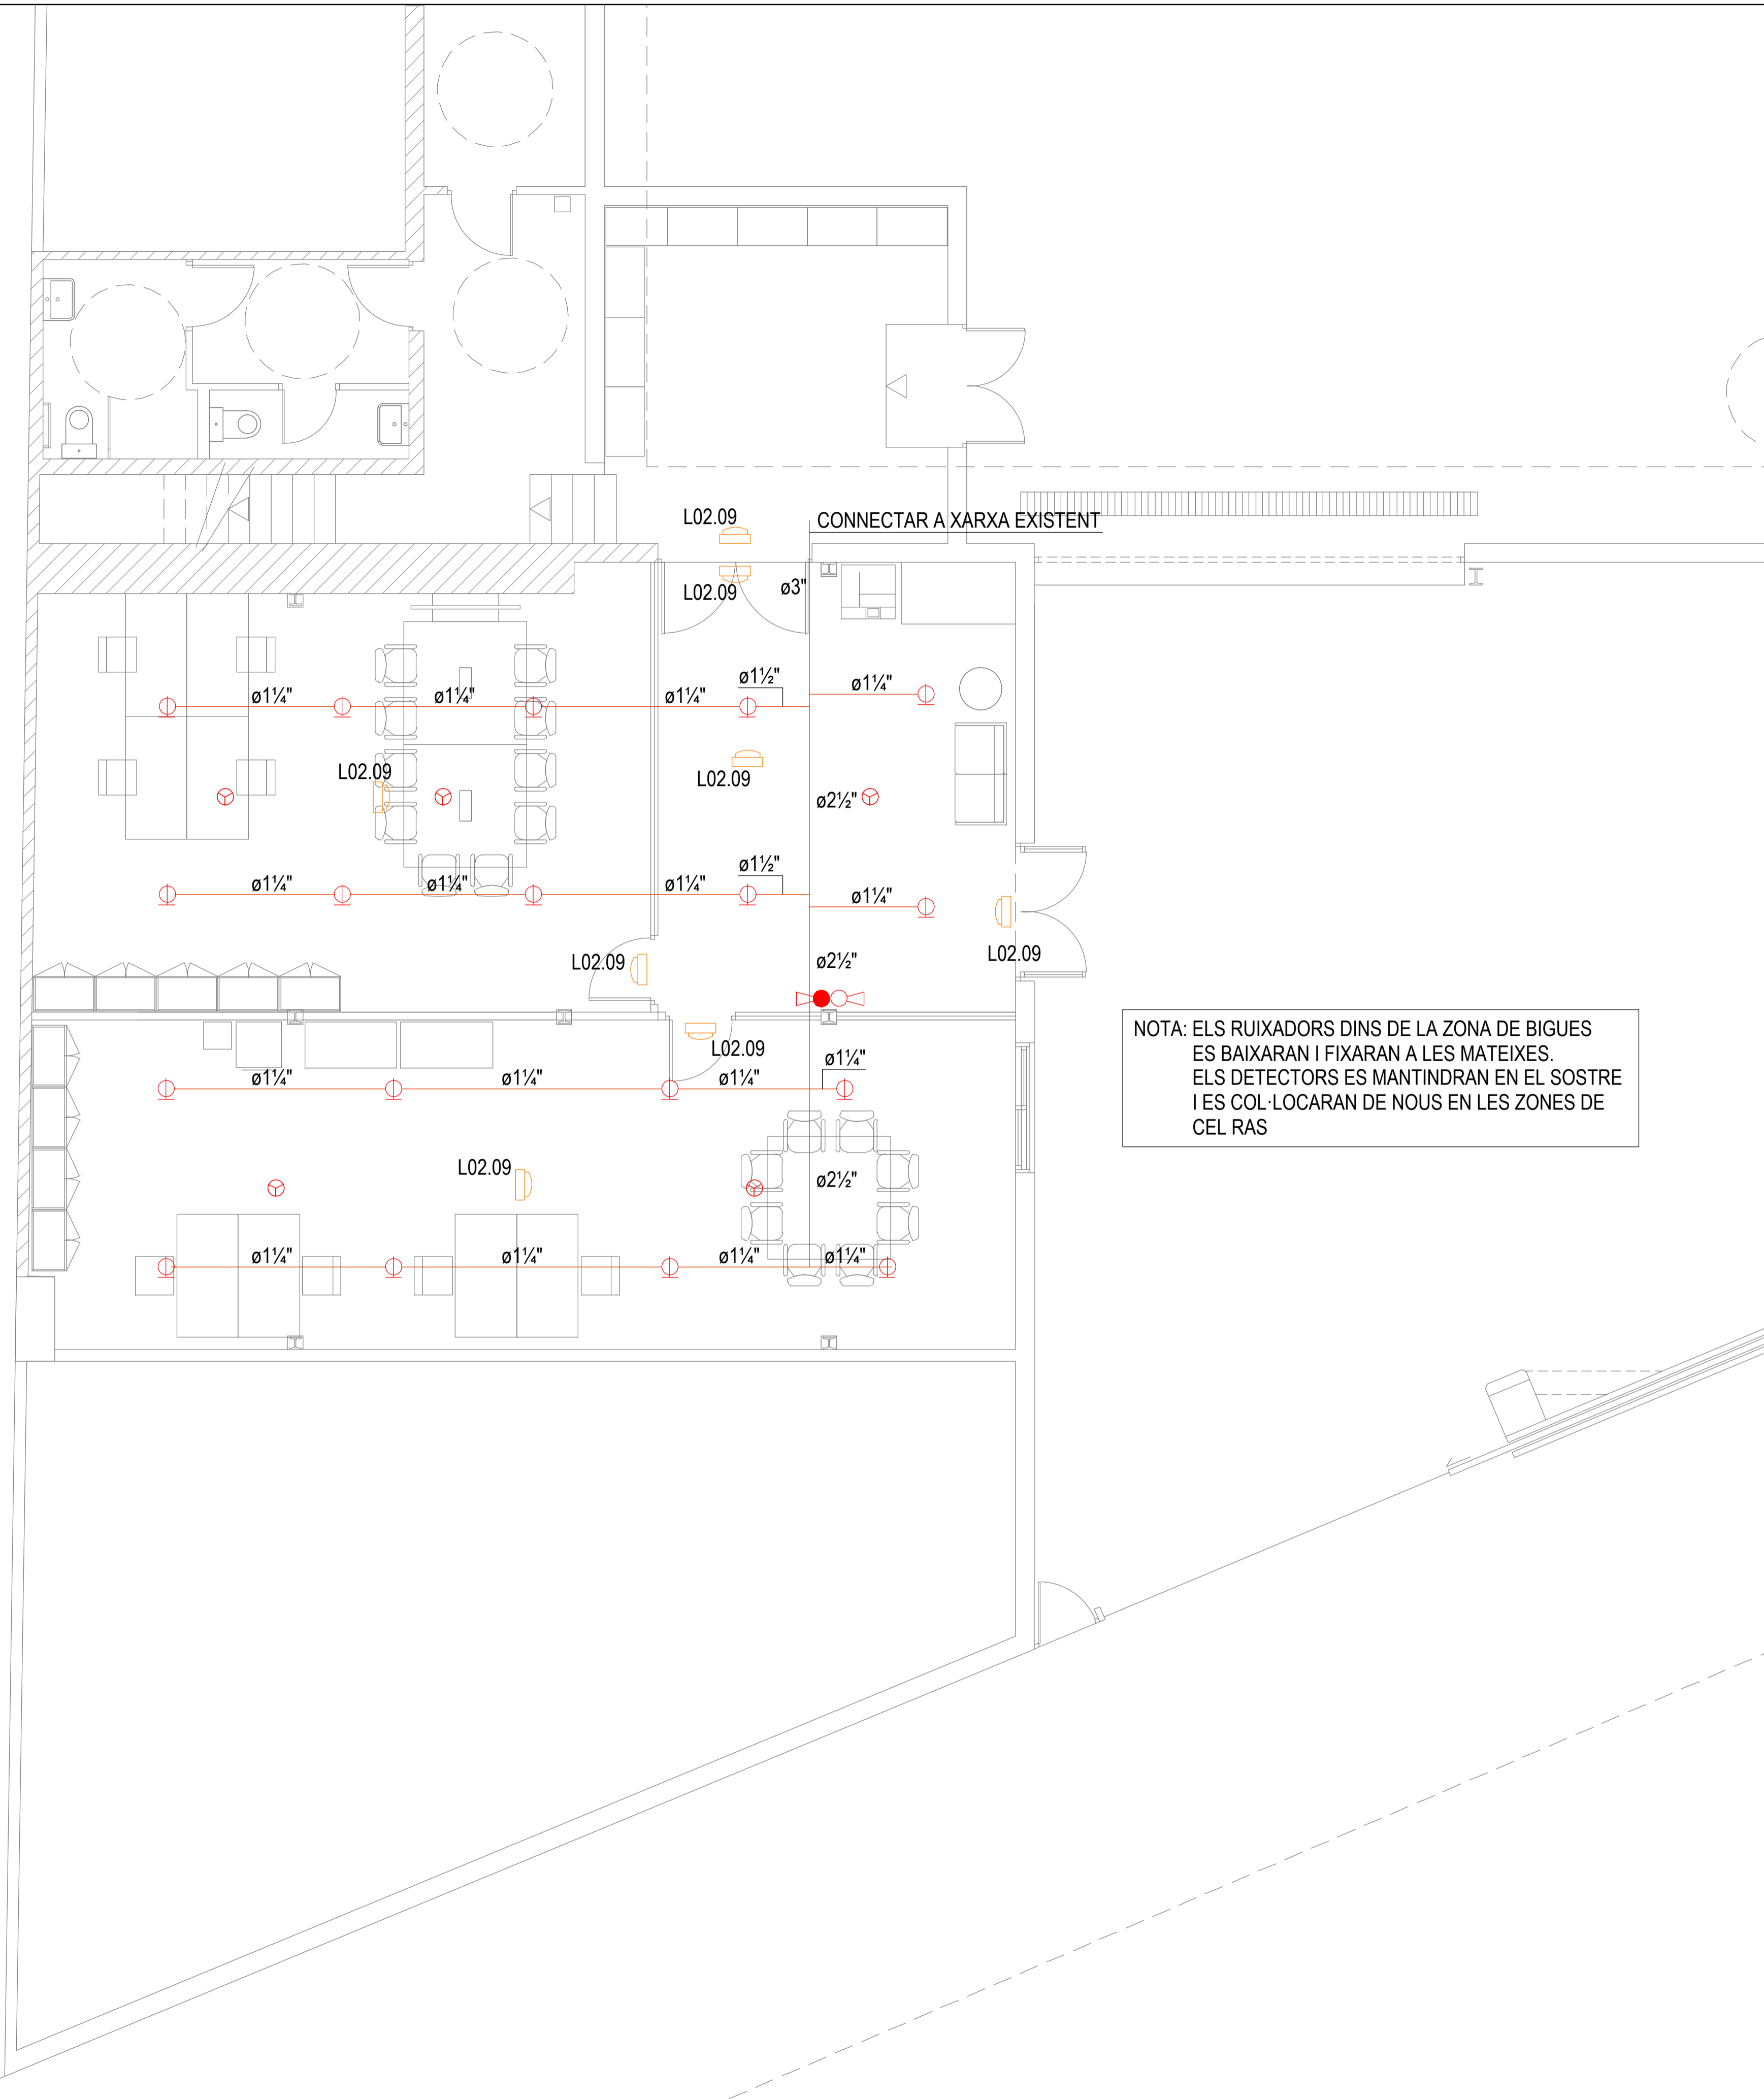 L02.09
CONNECTAR A XARXA EXISTENT
L02.09
ø3"
ø1¼"
ø1¼"
ø1¼"
ø1½"
ø1¼"
L02.09
L02.09
ø2½"
ø1¼"
ø1¼"
ø1¼"
ø1½"
ø1¼"
L02.09
ø2½"
L02.09
NOTA: ELS RUIXADORS DINS DE LA ZONA DE BIGUES
ES BAIXARAN I FIXARAN A LES MATEIXES.
ELS DETECTORS ES MANTINDRAN EN EL SOSTRE
I ES COL·LOCARAN DE NOUS EN LES ZONES DE
CEL RAS
L02.09
ø1¼"
ø1¼"
ø1¼"
ø1¼"
L02.09
ø2½"
ø1¼"
ø1¼"
ø1¼"
ø1¼"